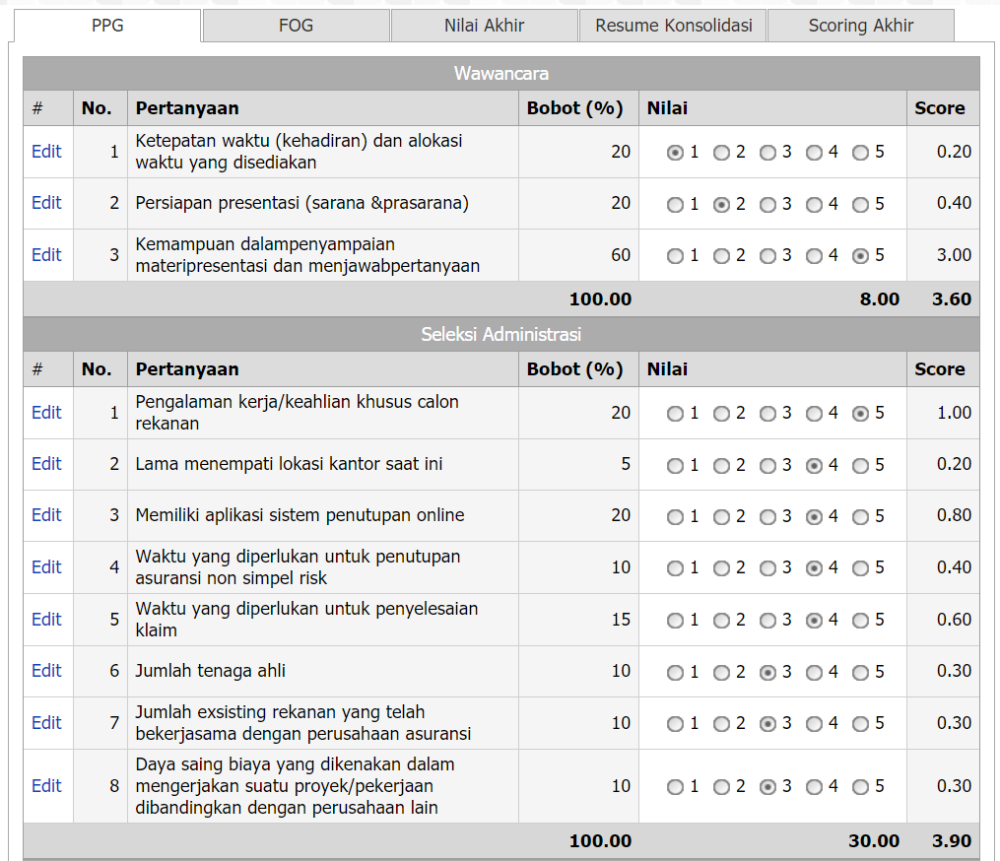 PPG FOG Nilai Akhir Resume Konsolidasi Scoring Akhir
Wawancara
# No. Pertanyaan Bobot (%) Nilai Score
Edit 1 Ketepatan waktu (kehadiran) dan alokasi
waktu yang disediakan 20 1 2 3 4 5 0.20
Edit 2 Persiapan presentasi (sarana &prasarana) 20 1 2 3 4 5 0.40
Edit 3 Kemampuan dalampenyampaian
materipresentasi dan menjawabpertanyaan 60 1 2 3 4 5 3.00
100.00 8.00 3.60
Seleksi Administrasi
# No. Pertanyaan Bobot (%) Nilai Score
Edit 1 Pengalaman kerja/keahlian khusus calon
rekanan 20 1 2 3 4 5 1.00
Edit 2 Lama menempati lokasi kantor saat ini 5 1 2 3 4 5 0.20
Edit 3 Memiliki aplikasi sistem penutupan online 20 1 2 3 4 5 0.80
Edit 4 Waktu yang diperlukan untuk penutupan
asuransi non simpel risk 10 1 2 3 4 5 0.40
Edit 5 Waktu yang diperlukan untuk penyelesaian
klaim 15 1 2 3 4 5 0.60
Edit 6 Jumlah tenaga ahli 10 1 2 3 4 5 0.30
Edit 7 Jumlah exsisting rekanan yang telah
bekerjasama dengan perusahaan asuransi 10 1 2 3 4 5 0.30
Edit 8 Daya saing biaya yang dikenakan dalam
mengerjakan suatu proyek/pekerjaan
dibandingkan dengan perusahaan lain 10 1 2 3 4 5 0.30
100.00 30.00 3.90